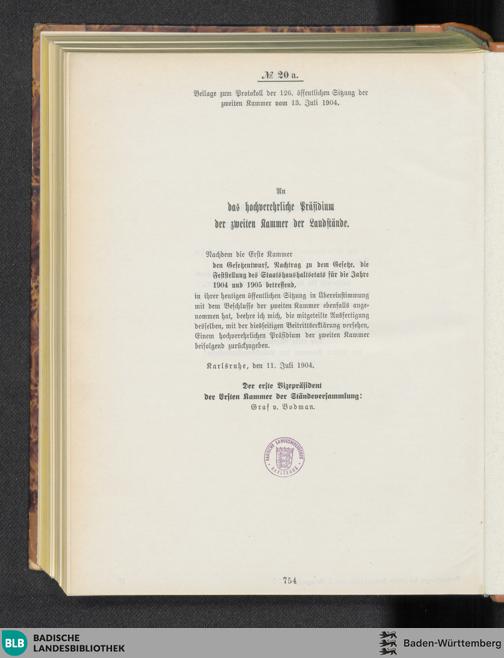 № 20 a.
Beilage zum Protokoll der 126. öffentlichen Sitzung der
zweiten Kammer vom 13. Juli 1904.
An
das hochverehrliche Präsidium
der zweiten Kammer der Landstände.
Nachdem die Erste Kammer
den Gesetzentwurf, Nachtrag zu dem Gesetze, die
Feststellung des Staatshaushaltsetats für die Jahre
1904 und 1905 betreffend,
in ihrer heutigen öffentlichen Sitzung in Übereinstimmung
mit dem Beschlusse der zweiten Kammer ebenfalls ange-
nommen hat, beehre ich mich, die mitgeteilte Ausfertigung
desselben, mit der diesseitigen Beitrittserklärung versehen,
Einem hochverehrlichen Präsidium der zweiten Kammer
beifolgend zurückzugeben.
Karlsruhe, den 11. Juli 1904.
Der erste Vizepräsident
der Ersten Kammer der Ständeversammlung:
Graf v. Bodman.
BADISCHE LANDESBIBLIOTHEK
KARLSRUHE
754
BLB
BADISCHE
LANDESBIBLIOTHEK
Baden-Württemberg